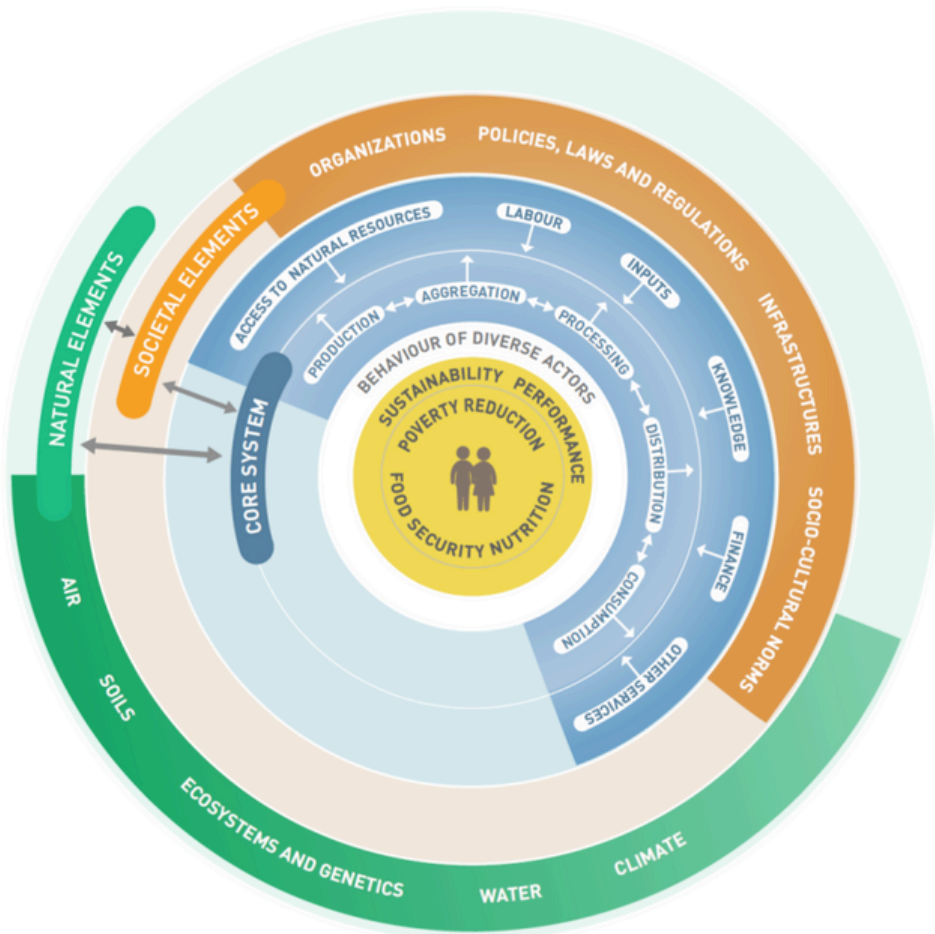 ORGANIZATIONS
POLICIES, LAWS AND REGULATIONS
INFRASTRUCTURES
SOCIO-CULTURAL NORMS
NATURAL ELEMENTS
SOCIETAL ELEMENTS
CORE SYSTEM
ACCESS TO NATURAL RESOURCES
LABOUR
INPUTS
KNOWLEDGE
FINANCE
OTHER SERVICES
PRODUCTION
AGGREGATION
PROCESSING
DISTRIBUTION
CONSUMPTION
BEHAVIOUR OF DIVERSE ACTORS
SUSTAINABILITY PERFORMANCE
POVERTY REDUCTION
FOOD SECURITY NUTRITION
AIR
SOILS
ECOSYSTEMS AND GENETICS
WATER
CLIMATE